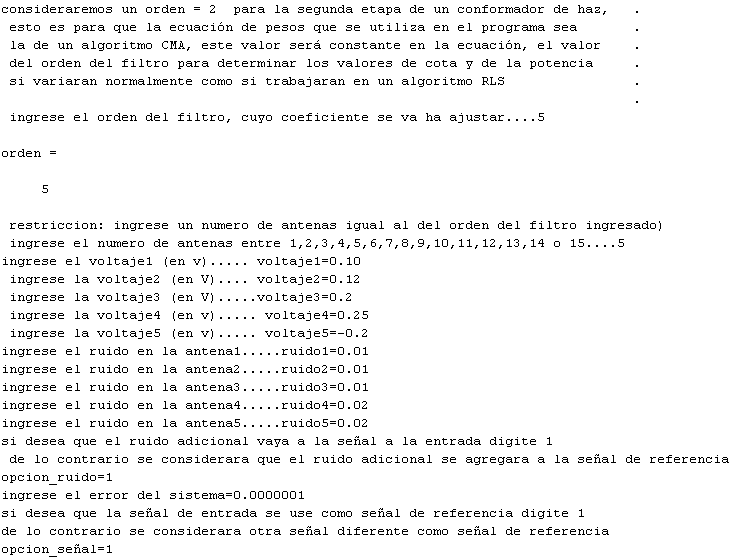 consideraremos un orden = 2  para la segunda etapa de un conformador de haz,   .
esto es para que la ecuación de pesos que se utiliza en el programa sea       .
la de un algoritmo CMA, este valor será constante en la ecuación, el valor    .
del orden del filtro para determinar los valores de cota y de la potencia     .
si variaran normalmente como si trabajaran en un algoritmo RLS                .
.
ingrese el orden del filtro, cuyo coeficiente se va ha ajustar....5
orden =
5
restriccion: ingrese un numero de antenas igual al del orden del filtro ingresado)
ingrese el numero de antenas entre 1,2,3,4,5,6,7,8,9,10,11,12,13,14 o 15....5
ingrese el voltaje1 (en v)..... voltaje1=0.10
ingrese la voltaje2 (en V).... voltaje2=0.12
ingrese la voltaje3 (en V).....voltaje3=0.2
ingrese la voltaje4 (en v)..... voltaje4=0.25
ingrese la voltaje5 (en v)..... voltaje5=-0.2
ingrese el ruido en la antena1.....ruido1=0.01
ingrese el ruido en la antena2.....ruido2=0.01
ingrese el ruido en la antena3.....ruido3=0.01
ingrese el ruido en la antena4.....ruido4=0.02
ingrese el ruido en la antena5.....ruido5=0.02
si desea que el ruido adicional vaya a la señal a la entrada digite 1
de lo contrario se considerara que el ruido adicional se agregara a la señal de referencia
opcion_ruido=1
ingrese el error del sistema=0.0000001
si desea que la señal de entrada se use como señal de referencia digite 1
de lo contrario se considerara otra señal diferente como señal de referencia
opcion_señal=1